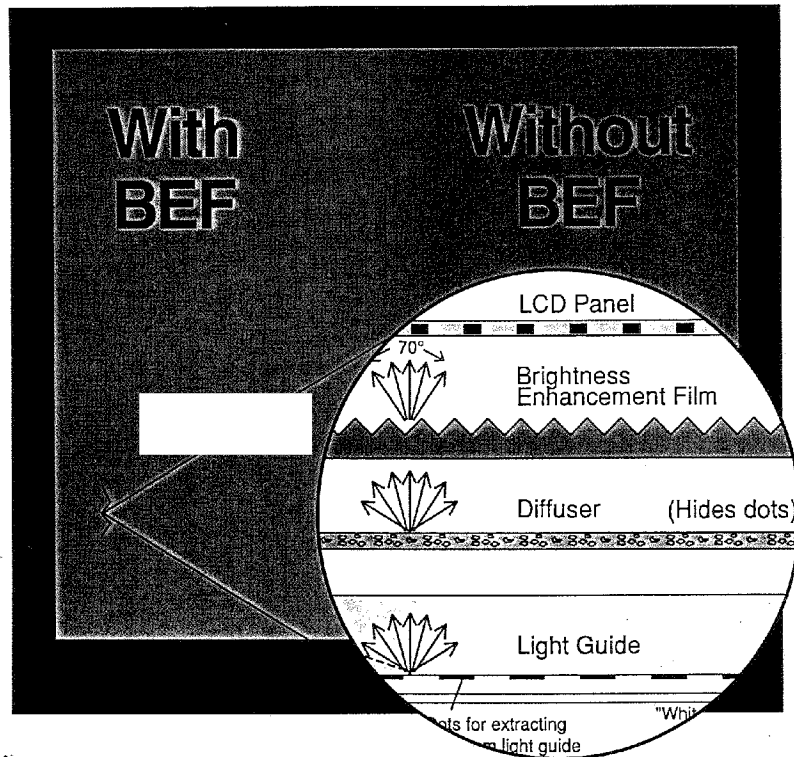 With
BEF
Without
BEF
LCD Panel
70°
Brightness
Enhancement Film
Diffuser (Hides dots)
Light Guide
for extracting
light guide